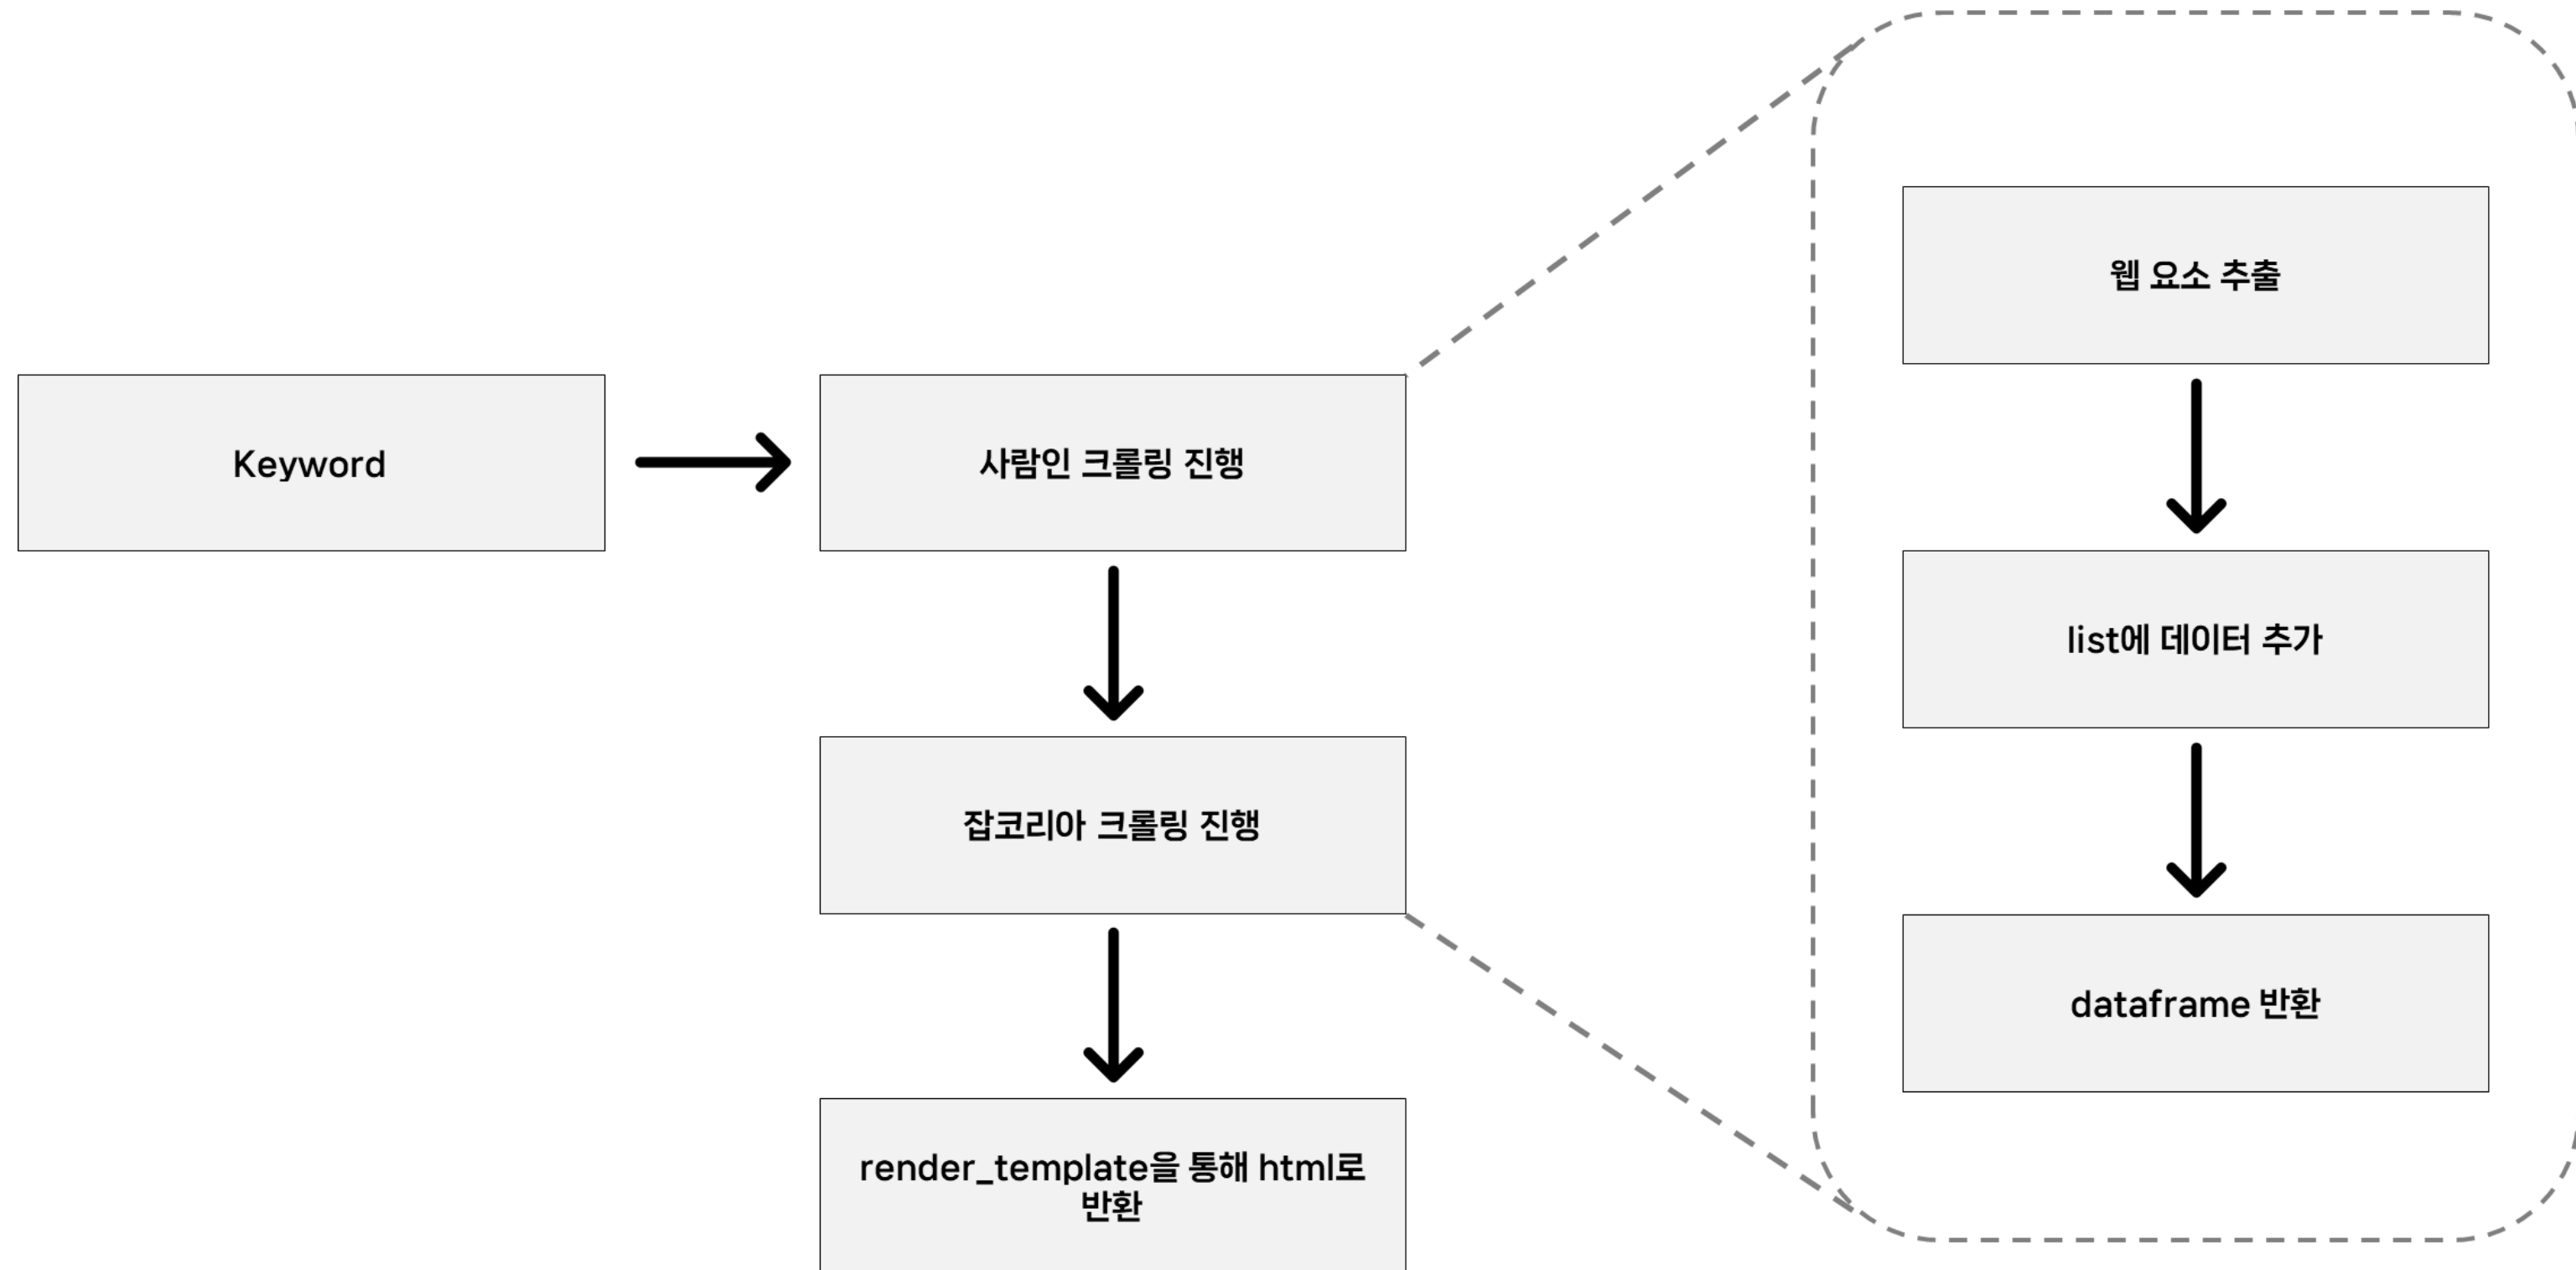 Keyword
사람인 크롤링 진행
잡코리아 크롤링 진행
render_template을 통해 html로
반환
웹 요소 추출
list에 데이터 추가
dataframe 반환